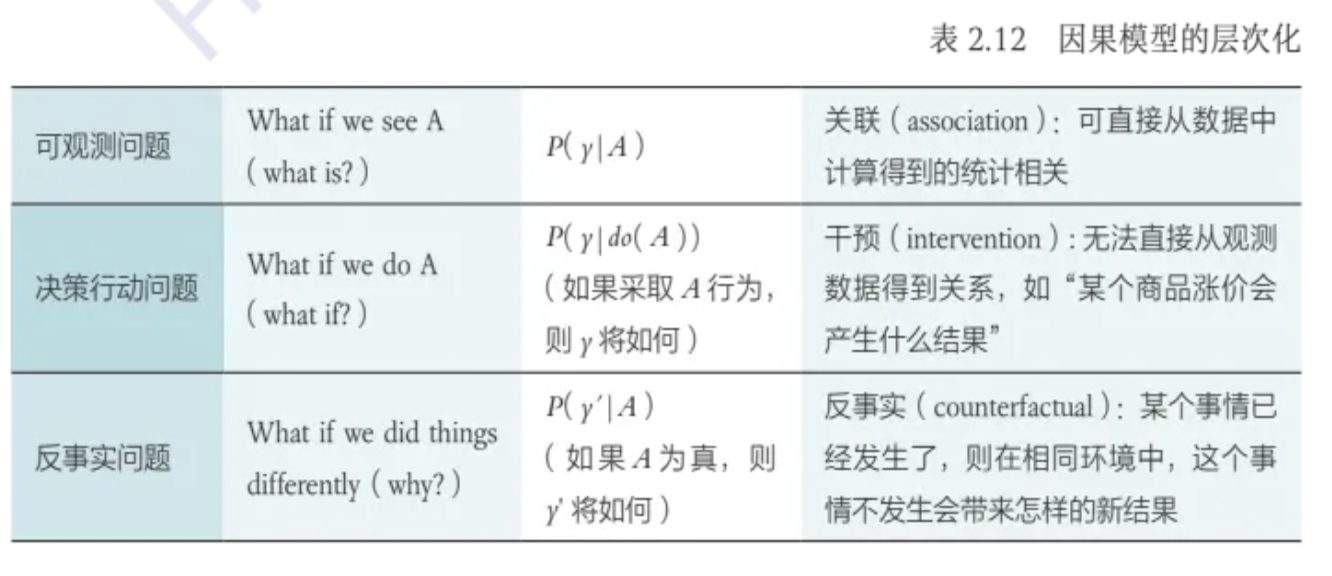 表 2.12 因果模型的层次化
可观测问题
What if we see A
（what is?）
P( y|A )
关联（association）：可直接从数据中
计算得到的统计相关
决策行动问题
What if we do A
（what if?）
P( y|do( A ))
（如果采取 A 行为，
则 y 将如何）
干预（intervention）：无法直接从观测
数据得到关系，如“某个商品涨价会
产生什么结果”
反事实问题
What if we did things
differently（why?）
P( y′|A )
（如果 A 为真，则
y' 将如何）
反事实（counterfactual）：某个事情已
经发生了，则在相同环境中，这个事
情不发生会带来怎样的新结果